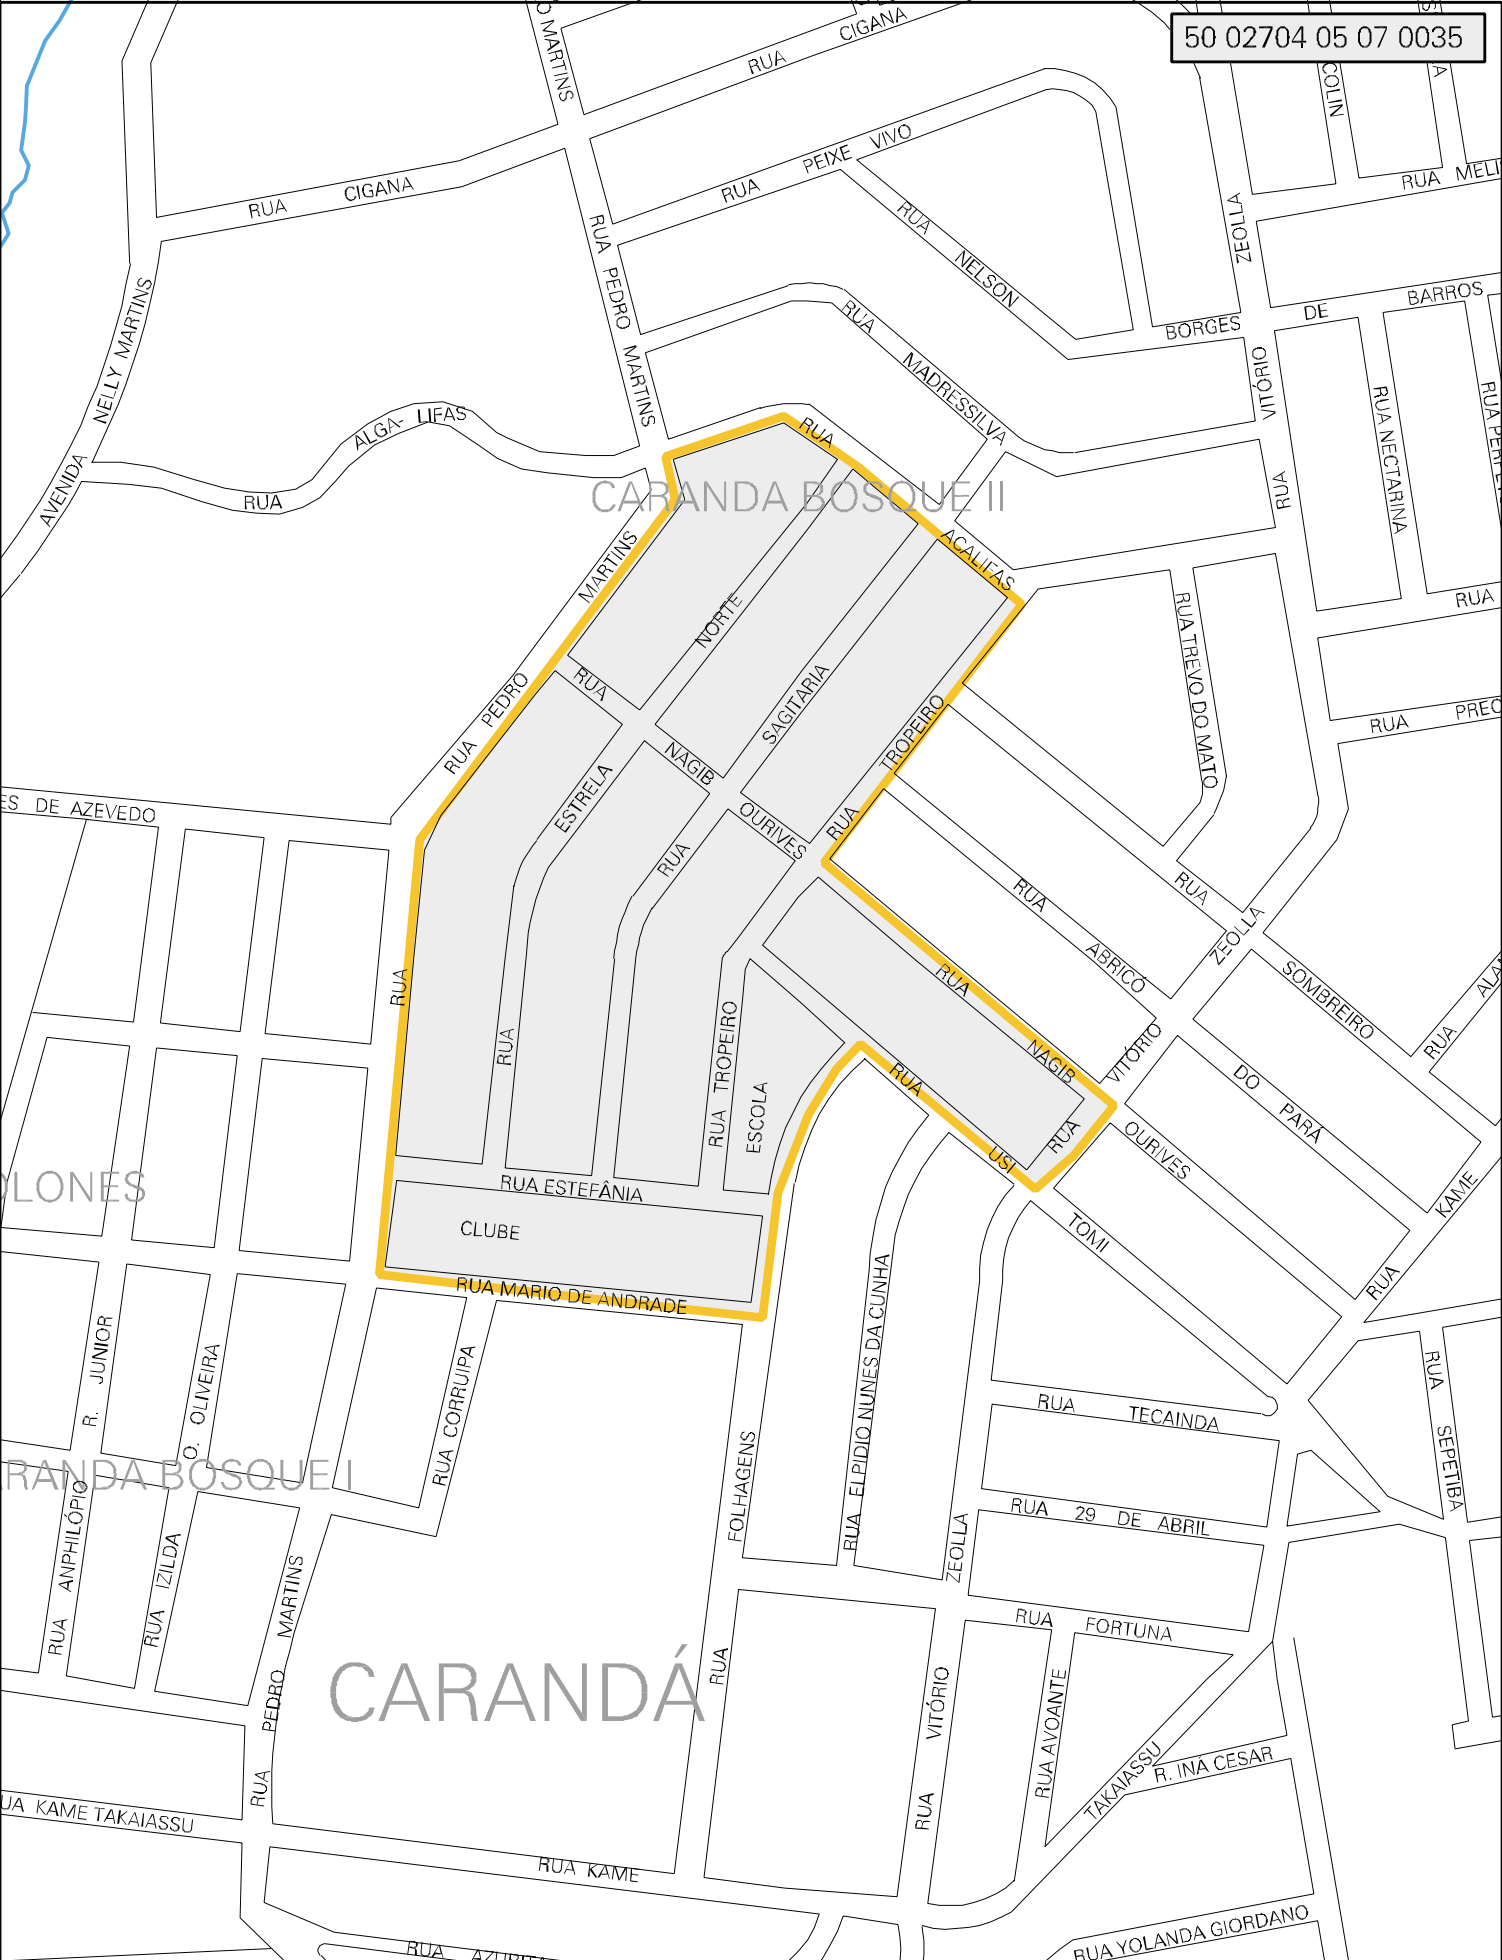 50 02704 05 07 0035
MARTINS
RUA CIGANA
COLIN
RUA PEIXE VIVO
RUA MELI
RUA CIGANA
RUA PEDRO MARTINS
RUA NELSON
ZEOLLA
BORGES DE BARROS
AVENIDA NELLY MARTINS
RUA MADRESSILVA
VITÓRIO
RUA
RUA NECTARINA
RUA ALGA- LIFAS
RUA ACALIFAS
CARANDA BOSQUE II
RUA PEDRO MARTINS
NORTE
SAGITARIA
RUA TREVO DO MATO
RUA
RUA PREC
RUA NAGIB OURIVES
RUA TROPEIRO
ES DE AZEVEDO
ESTRELA
RUA
RUA
RUA ABRICÓ
ZEOLLA
SOMBREIRO
RUA
RUA
RUA NAGIB
VITÓRIO
RUA
DO PARÁ
OURIVES
KAME
RUA
RUA TROPEIRO
ESCOLA
RUA USI
RUA
TOMI
OLONES
RUA ESTEFÂNIA
CLUBE
RUA MARIO DE ANDRADE
R. JUNIOR
O. OLIVEIRA
RUA CORRUIPA
RUA ELPIDIO NUNES DA CUNHA
RUA TECAINDA
RUA SEPETIBA
RANDA BOSQUE I
FOLHAGENS
RUA 29 DE ABRIL
RUA ANPHILÓPIO
RUA IZILDA
RUA PEDRO MARTINS
ZEOLLA
RUA FORTUNA
CARANDÁ
RUA
VITÓRIO
RUA
RUA AVOANTE
TAKAIASSU
R. INÁ CESAR
UA KAME TAKAIASSU
RUA KAME
RUA YOLANDA GIORDANO
RUA